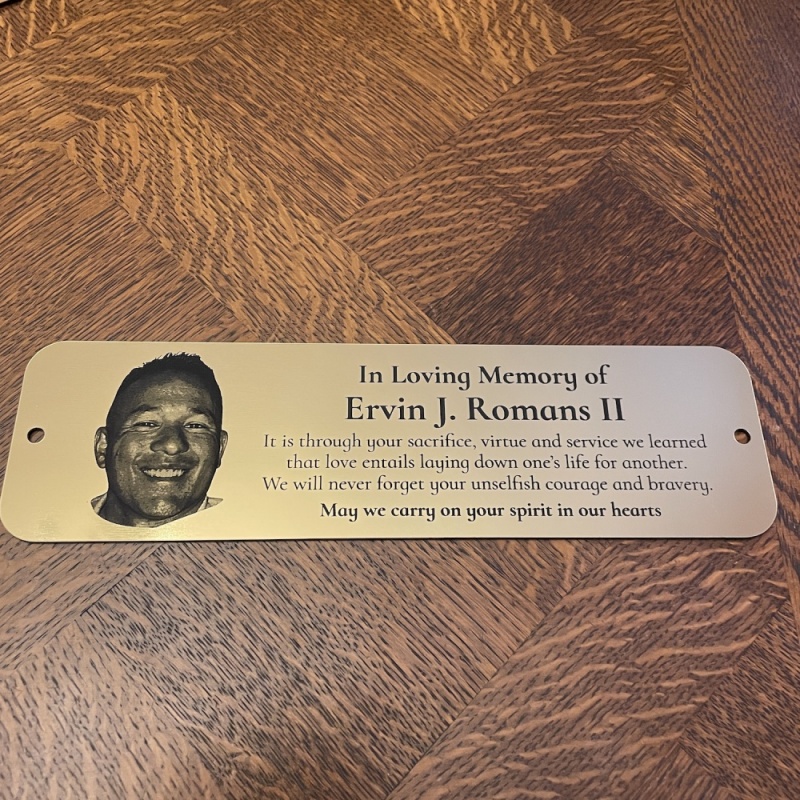 In Loving Memory of
Ervin J. Romans II
It is through your sacrifice, virtue and service we learned
that love entails laying down one's life for another.
We will never forget your unselfish courage and bravery.
May we carry on your spirit in our hearts